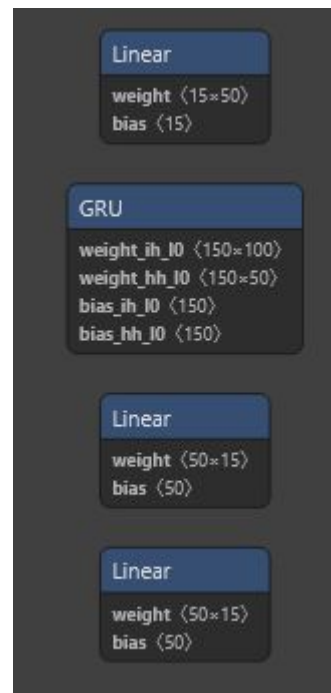 Linear
weight 〈15×50〉
bias 〈15〉
GRU
weight_ih_l0 〈150×100〉
weight_hh_l0 〈150×50〉
bias_ih_l0 〈150〉
bias_hh_l0 〈150〉
Linear
weight 〈50×15〉
bias 〈50〉
Linear
weight 〈50×15〉
bias 〈50〉